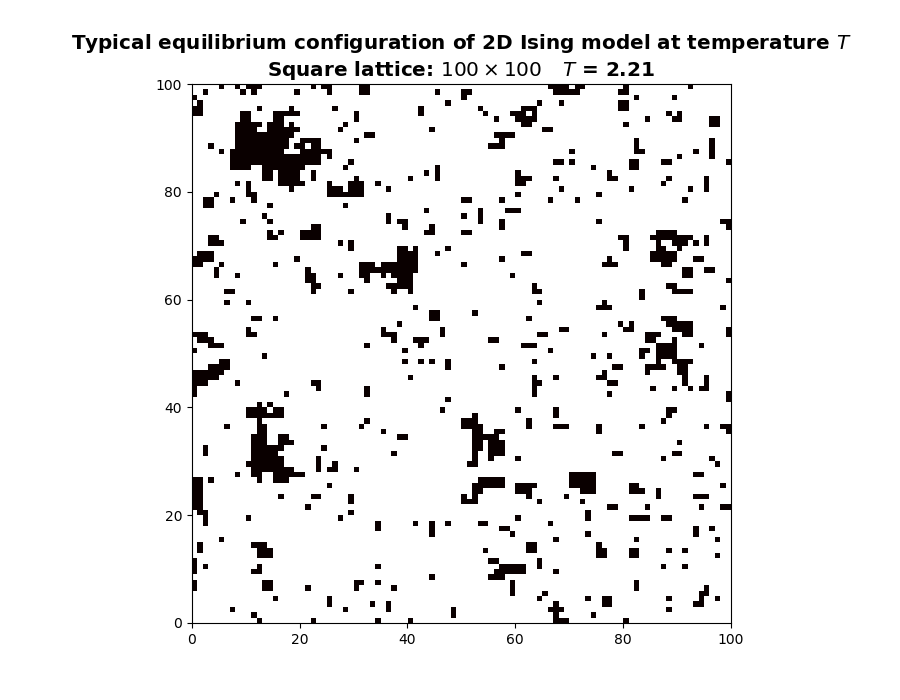 Typical equilibrium configuration of 2D Ising model at temperature T
Square lattice: 100 × 100 T = 2.21
100
80
60
40
20
0
0 20 40 60 80 100